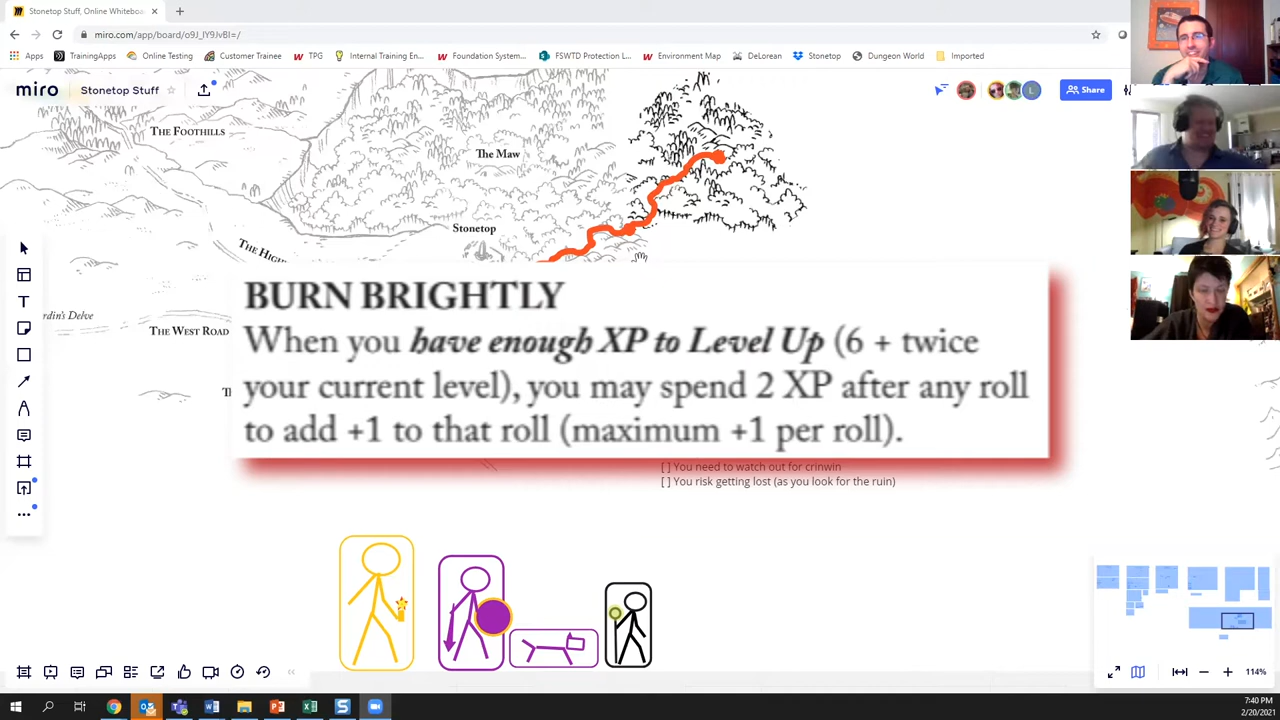 Stonetop Stuff, Online Whiteboa
miro.com/app/board/o9J_lY9JvBI=/
Apps
TrainingApps
Online Testing
Customer Trainee
TPG
Internal Training En...
Foundation System...
FSWTD Protection L...
Environment Map
DeLorean
Stonetop
Dungeon World
Imported
miro
Stonetop Stuff
L
Share
THE FOOTHILLS
The Maw
Stonetop
THE HIGH
rdin's Delve
THE WEST ROAD
BURN BRIGHTLY
When you have enough XP to Level Up (6 + twice
your current level), you may spend 2 XP after any roll
to add +1 to that roll (maximum +1 per roll).
[ ] You need to watch out for crinwin
[ ] You risk getting lost (as you look for the ruin)
114%
7:40 PM
2/20/2021